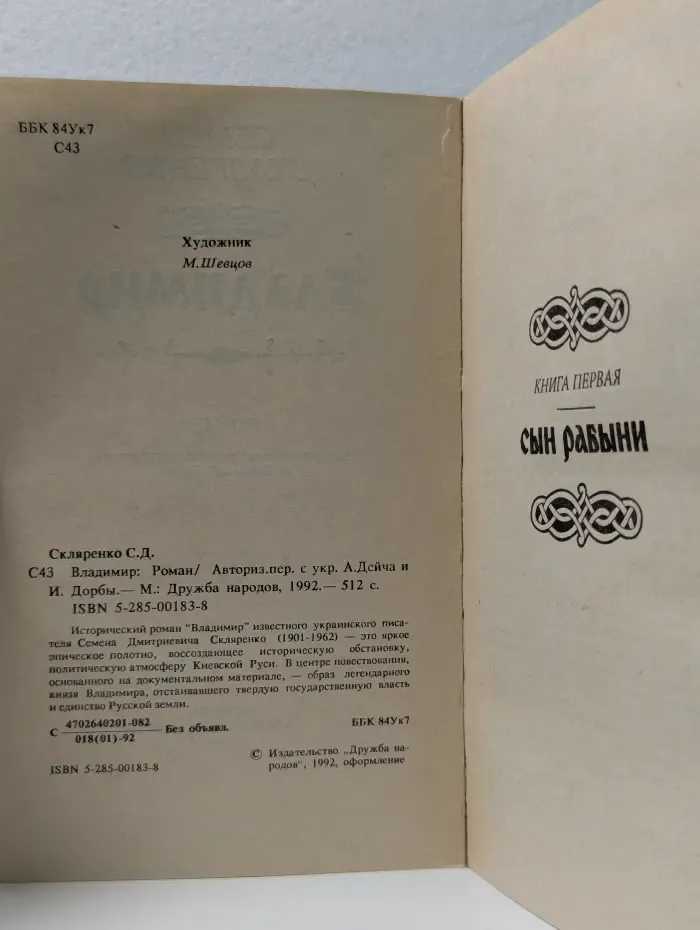 ББК 84Ук7
С43
Художник
М.Шевцов
Скляренко С.Д.
С43 Владимир: Роман/ Авториз.пер. с укр. А.Дейча и
И. Дорбы.— М.: Дружба народов, 1992.— 512 с.
ISBN 5-285-00183-8
Исторический роман "Владимир" известного украинского писа-
теля Семена Дмитриевича Скляренко (1901-1962) — это яркое
эпическое полотно, воссоздающее историческую обстановку,
политическую атмосферу Киевской Руси. В центре повествования,
основанного на документальном материале, — образ легендарного
князя Владимира, отстаивавшего твердую государственную власть
и единство Русской земли.
С 4702640201-082
018(01)-92 Без объявл.
ББК 84Ук7
ISBN 5-285-00183-8
© Издательство „Дружба на-
родов", 1992, оформление
КНИГА ПЕРВАЯ
СЫН РАБЫНИ